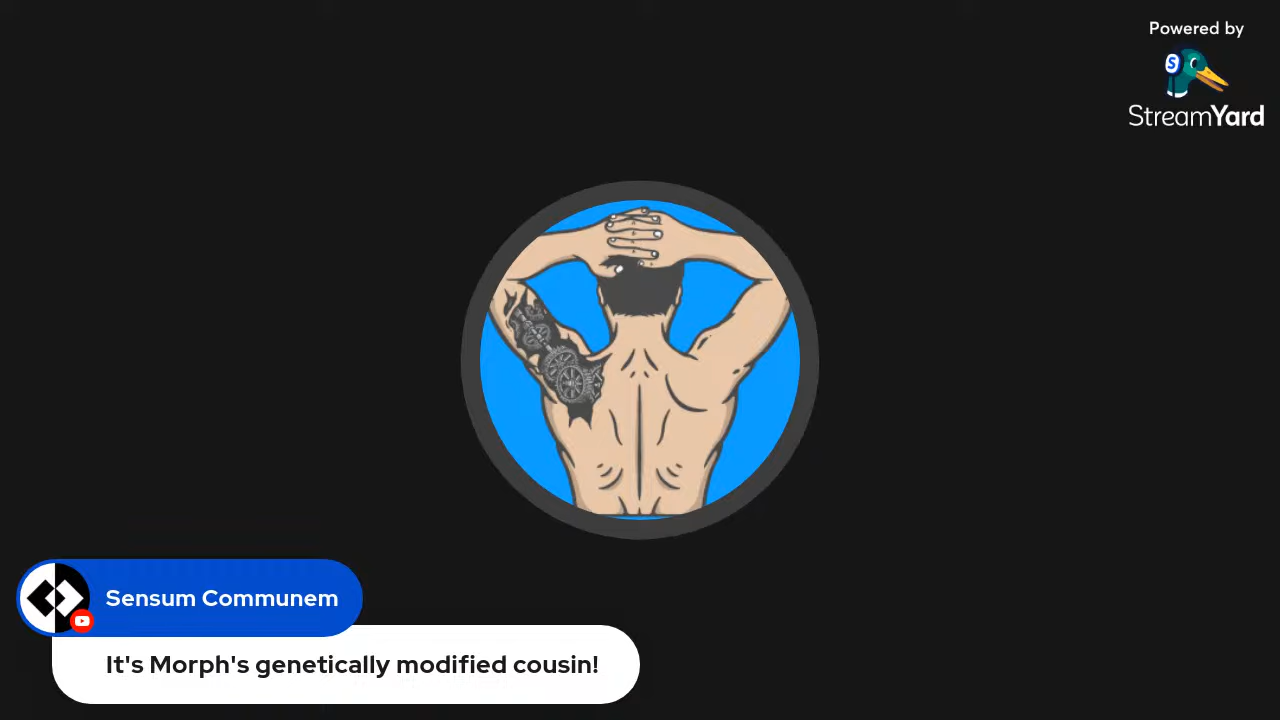 Powered by
S
StreamYard
Sensum Communem
It's Morph's genetically modified cousin!